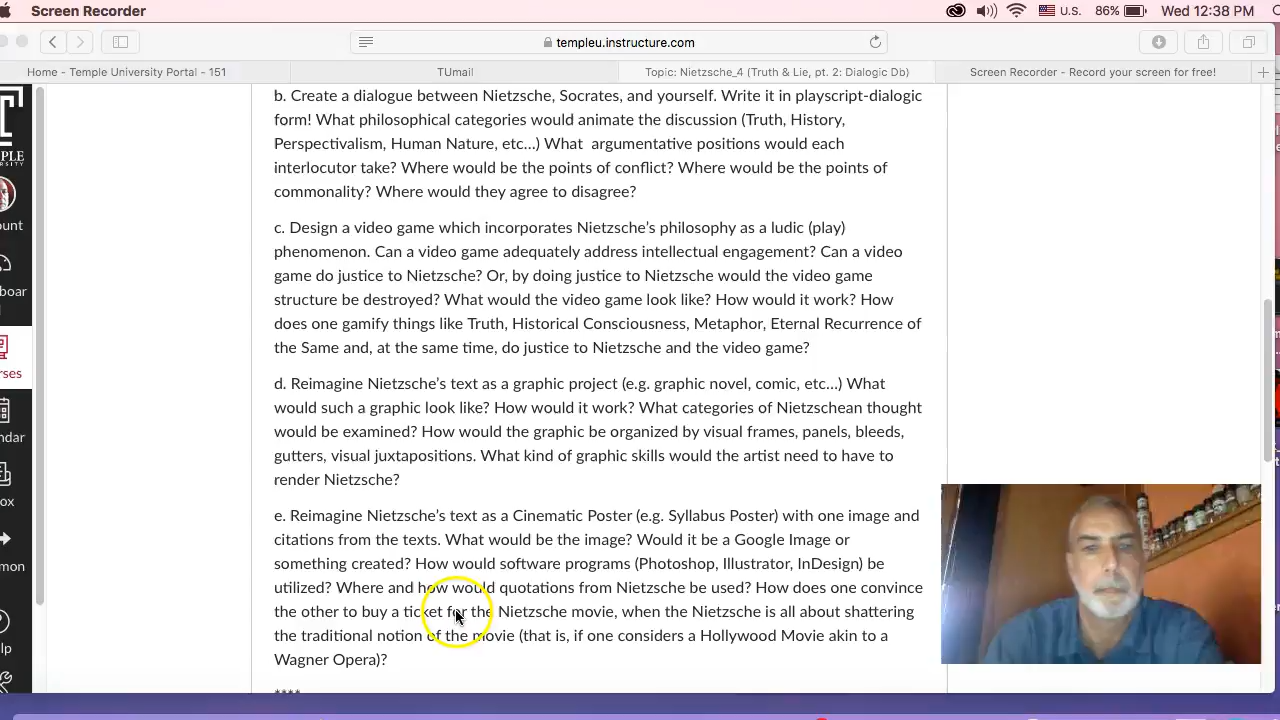 Screen Recorder
U.S.
86%
Wed 12:38 PM
templeu.instructure.com
Home - Temple University Portal - 151
TUmail
Topic: Nietzsche_4 (Truth & Lie, pt. 2: Dialogic Db)
Screen Recorder - Record your screen for free!
b. Create a dialogue between Nietzsche, Socrates, and yourself. Write it in playscript-dialogic
form! What philosophical categories would animate the discussion (Truth, History,
Perspectivalism, Human Nature, etc...) What argumentative positions would each
interlocutor take? Where would be the points of conflict? Where would be the points of
commonality? Where would they agree to disagree?
c. Design a video game which incorporates Nietzsche's philosophy as a ludic (play)
phenomenon. Can a video game adequately address intellectual engagement? Can a video
game do justice to Nietzsche? Or, by doing justice to Nietzsche would the video game
structure be destroyed? What would the video game look like? How would it work? How
does one gamify things like Truth, Historical Consciousness, Metaphor, Eternal Recurrence of
the Same and, at the same time, do justice to Nietzsche and the video game?
d. Reimagine Nietzsche's text as a graphic project (e.g. graphic novel, comic, etc...) What
would such a graphic look like? How would it work? What categories of Nietzschean thought
would be examined? How would the graphic be organized by visual frames, panels, bleeds,
gutters, visual juxtapositions. What kind of graphic skills would the artist need to have to
render Nietzsche?
e. Reimagine Nietzsche's text as a Cinematic Poster (e.g. Syllabus Poster) with one image and
citations from the texts. What would be the image? Would it be a Google Image or
something created? How would software programs (Photoshop, Illustrator, InDesign) be
utilized? Where and how would quotations from Nietzsche be used? How does one convince
the other to buy a ticket for the Nietzsche movie, when the Nietzsche is all about shattering
the traditional notion of the movie (that is, if one considers a Hollywood Movie akin to a
Wagner Opera)?
****
PLE
ount
board
rses
ndar
ox
elp